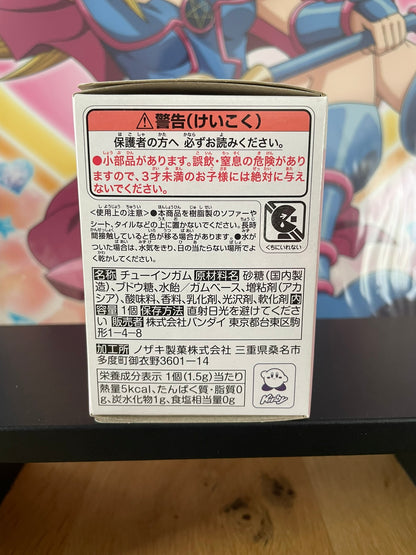 ⚠警告(けいこく)
保護者の方へ 必ずお読みください。
●小部品があります。誤飲・窒息の危険があり
ますので、3才未満のお子様には絶対に与え
ないでください。
<使用上の注意> ●本商品を樹脂製のソファーや
シート、タイルなどの上に置かないでください。長時
間接触していると色が移る場合があります。●水が
ついた場合は、水気をきり、日の当たらない場所でよ
く乾かしてください。
くちにいれない
名称 チューインガム 原材料名 砂糖(国内製
造)、ブドウ糖、水飴/ガムベース、増粘剤(アカ
シア)、酸味料、香料、乳化剤、光沢剤、軟化剤 内
容量 1個 保存方法 直射日光を避けてください
販売者 株式会社バンダイ 東京都台東区駒
形1-4-8
加工所 ノザキ製菓株式会社 三重県桑名市
多度町御衣野3601-14
栄養成分表示 1個(1.5g)当たり
熱量5kcal、たんぱく質・脂質0
g、炭水化物1g、食塩相当量0g
Kirby